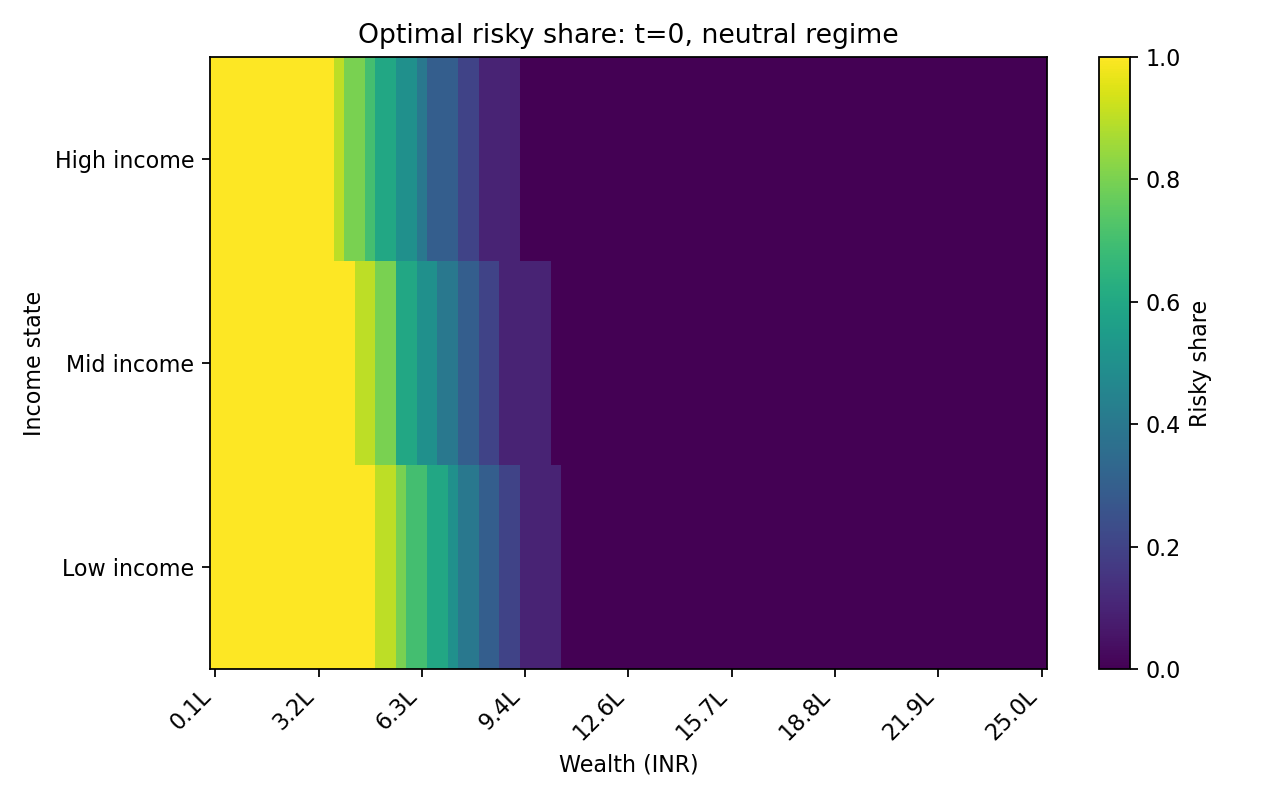 Optimal risky share: t=0, neutral regime
Income state
High income
Mid income
Low income
0.1L
3.2L
6.3L
9.4L
12.6L
15.7L
18.8L
21.9L
25.0L
Wealth (INR)
1.0
0.8
0.6
0.4
0.2
0.0
Risky share